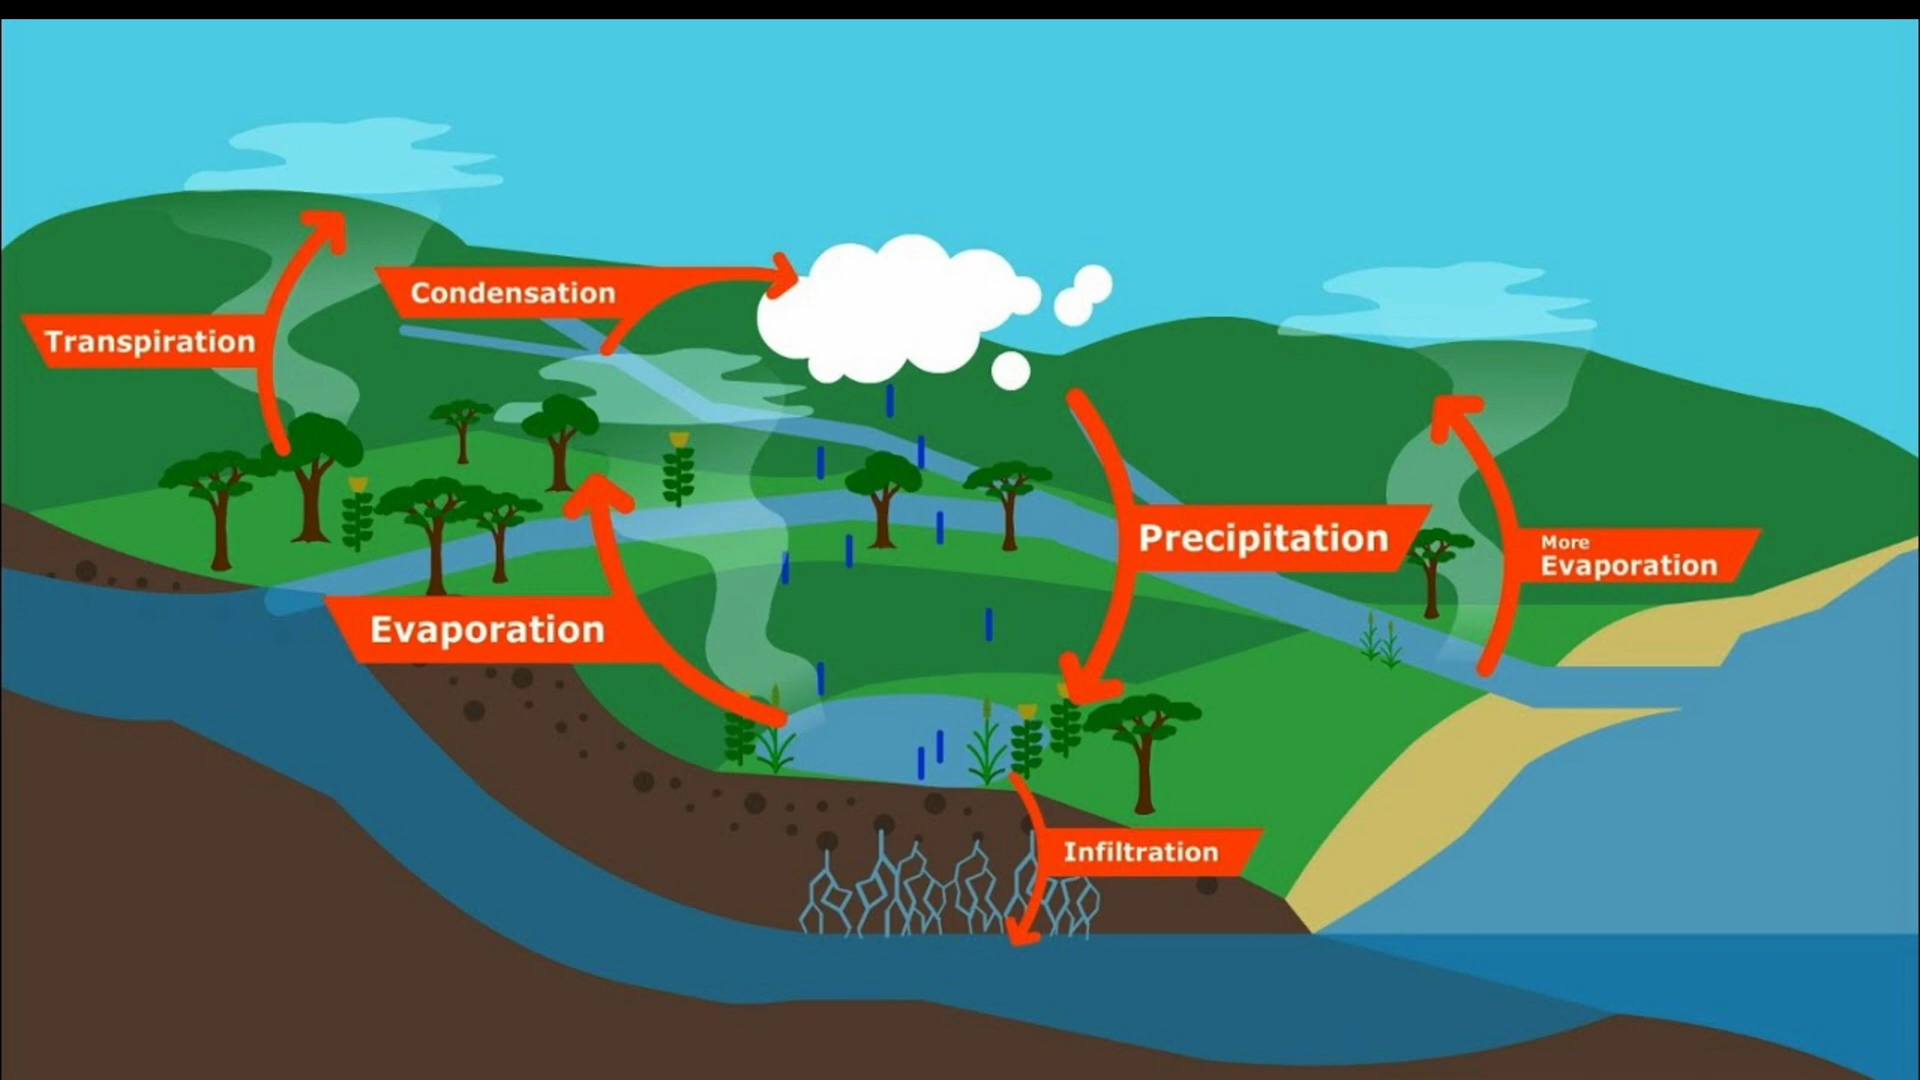 Condensation
Transpiration
Precipitation
More
Evaporation
Evaporation
Infiltration